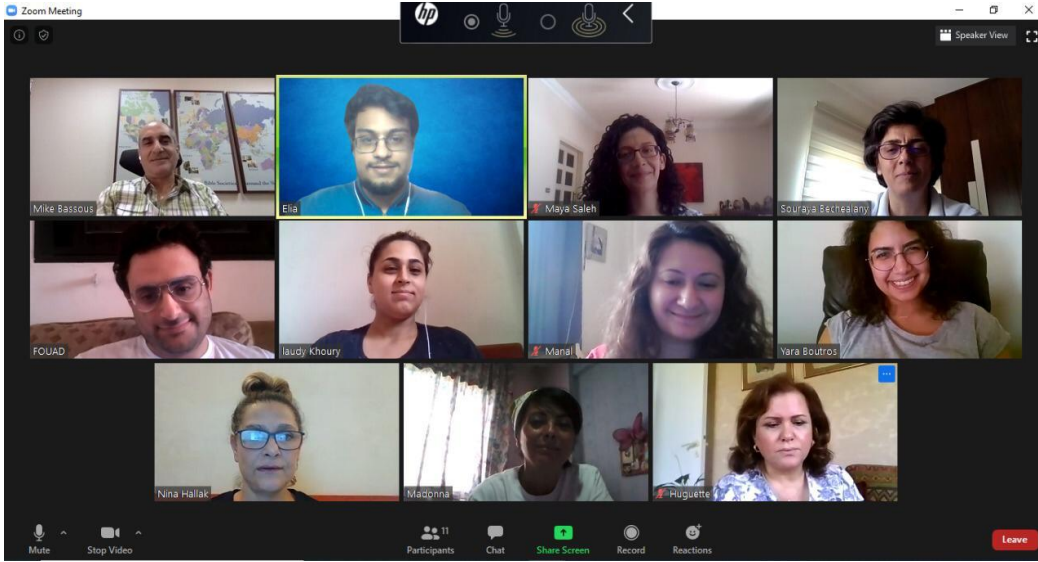 Zoom Meeting
hp
Speaker View
Mike Bassous
Elia
Maya Saleh
Souraya Bechealany
FOUAD
laudy Khoury
Manal
Yara Boutros
Nina Hallak
Madonna
Huguette
Mute
Stop Video
11
Participants
Chat
Share Screen
Record
Reactions
Leave